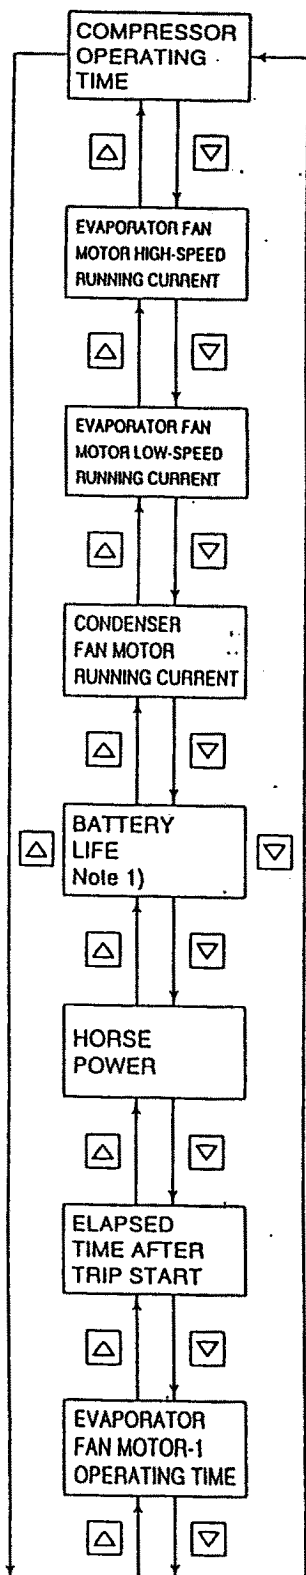 COMPRESSOR
OPERATING
TIME
EVAPORATOR FAN
MOTOR HIGH-SPEED
RUNNING CURRENT
EVAPORATOR FAN
MOTOR LOW-SPEED
RUNNING CURRENT
CONDENSER
FAN MOTOR
RUNNING CURRENT
BATTERY
LIFE
Note 1)
HORSE
POWER
ELAPSED
TIME AFTER
TRIP START
EVAPORATOR
FAN MOTOR-1
OPERATING TIME